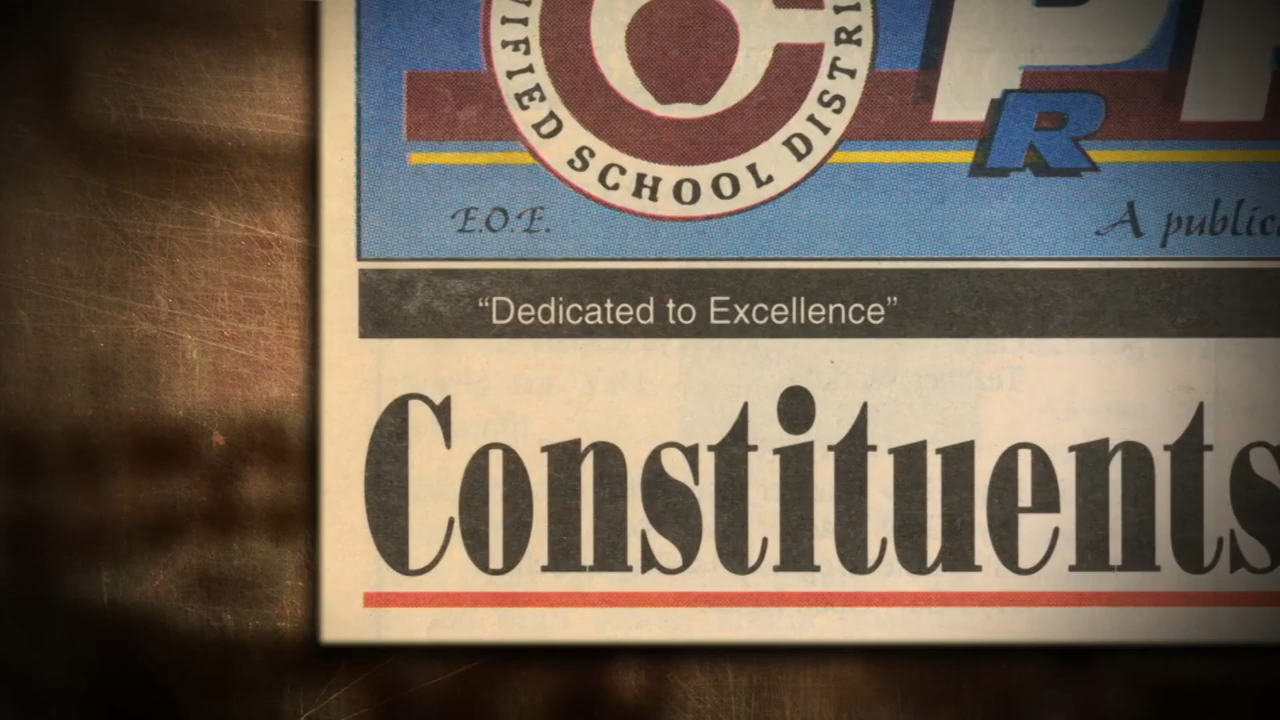 IFIED SCHOOL DISTRI
P
R
E.O.E.
A public
“Dedicated to Excellence”
Constituents